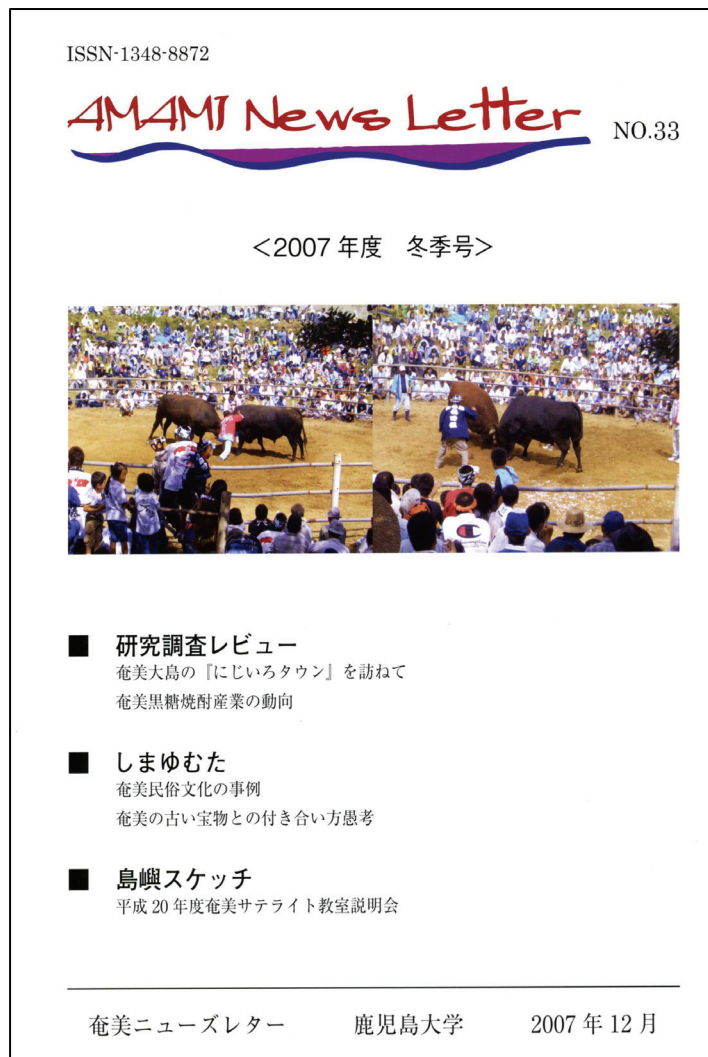 ISSN-1348-8872
AMAMI News Letter NO.33
<2007年度 冬季号>
■ 研究調査レビュー
奄美大島の『にじいろタウン』を訪ねて
奄美黒糖焼酎産業の動向
■ しまゆむた
奄美民俗文化の事例
奄美の古い宝物との付き合い方愚考
■ 島嶼スケッチ
平成20年度奄美サテライト教室説明会
奄美ニューズレター 鹿児島大学 2007年12月